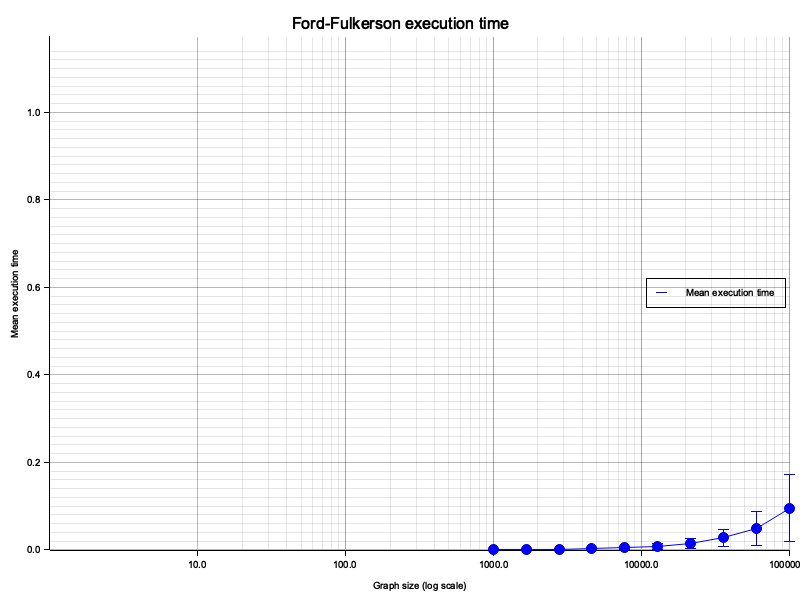 Ford-Fulkerson execution time
Mean execution time
1.0
0.8
0.6
0.4
0.2
0.0
Mean execution time
10.0
100.0
1000.0
10000.0
100000
Graph size (log scale)